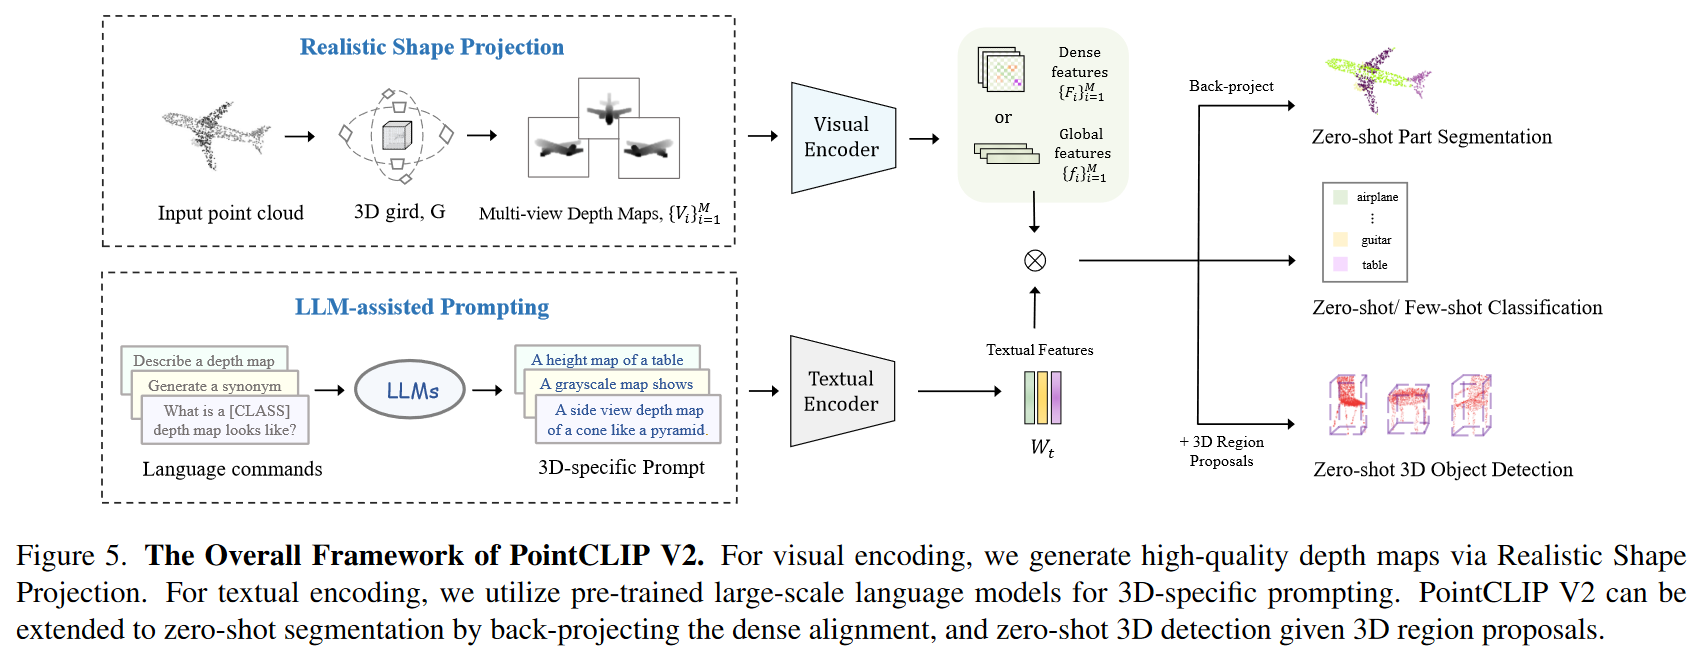 Realistic Shape Projection
Input point cloud
3D gird, G
Multi-view Depth Maps, {V_i}_{i=1}^M
Visual
Encoder
Dense
features
{F_i}_{i=1}^M
or
Global
features
{f_i}_{i=1}^M
Back-project
Zero-shot Part Segmentation
airplane
⋮
guitar
table
Zero-shot/ Few-shot Classification
LLM-assisted Prompting
Describe a depth map
Generate a synonym
What is a [CLASS]
depth map looks like?
Language commands
LLMs
A height map of a table
A grayscale map shows
A side view depth map
of a cone like a pyramid.
3D-specific Prompt
Textual
Encoder
Textual Features
W_t
+ 3D Region
Proposals
Zero-shot 3D Object Detection
Figure 5. The Overall Framework of PointCLIP V2. For visual encoding, we generate high-quality depth maps via Realistic Shape
Projection. For textual encoding, we utilize pre-trained large-scale language models for 3D-specific prompting. PointCLIP V2 can be
extended to zero-shot segmentation by back-projecting the dense alignment, and zero-shot 3D detection given 3D region proposals.